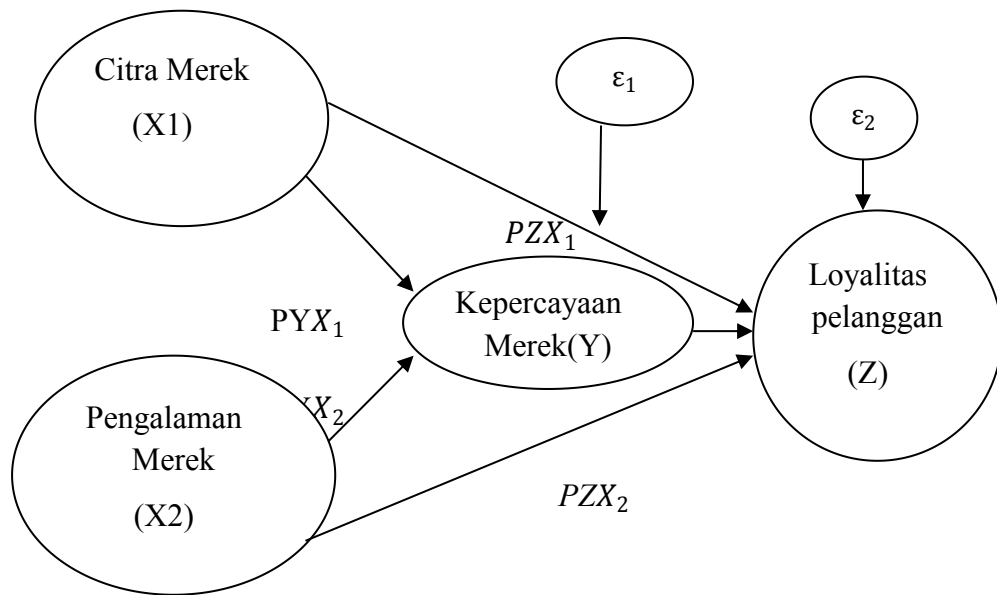 Citra Merek
(X1)
ε₁
ε₂
PZX₁
Loyalitas
pelanggan
(Z)
Kepercayaan
Merek(Y)
PYX₁
X₂
Pengalaman
Merek
(X2)
PZX₂